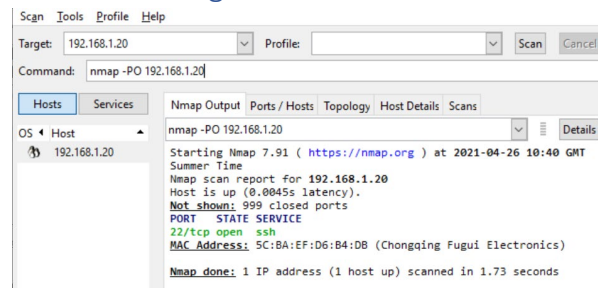 Scan Tools Profile Help
Target: 192.168.1.20 Profile: Scan Cancel
Command: nmap -PO 192.168.1.20
Hosts Services Nmap Output Ports / Hosts Topology Host Details Scans
OS Host nmap -PO 192.168.1.20 Details
192.168.1.20 Starting Nmap 7.91 ( https://nmap.org ) at 2021-04-26 10:40 GMT
Summer Time
Nmap scan report for 192.168.1.20
Host is up (0.0045s latency).
Not shown: 999 closed ports
PORT STATE SERVICE
22/tcp open ssh
MAC Address: 5C:BA:EF:D6:B4:DB (Chongqing Fugui Electronics)
Nmap done: 1 IP address (1 host up) scanned in 1.73 seconds